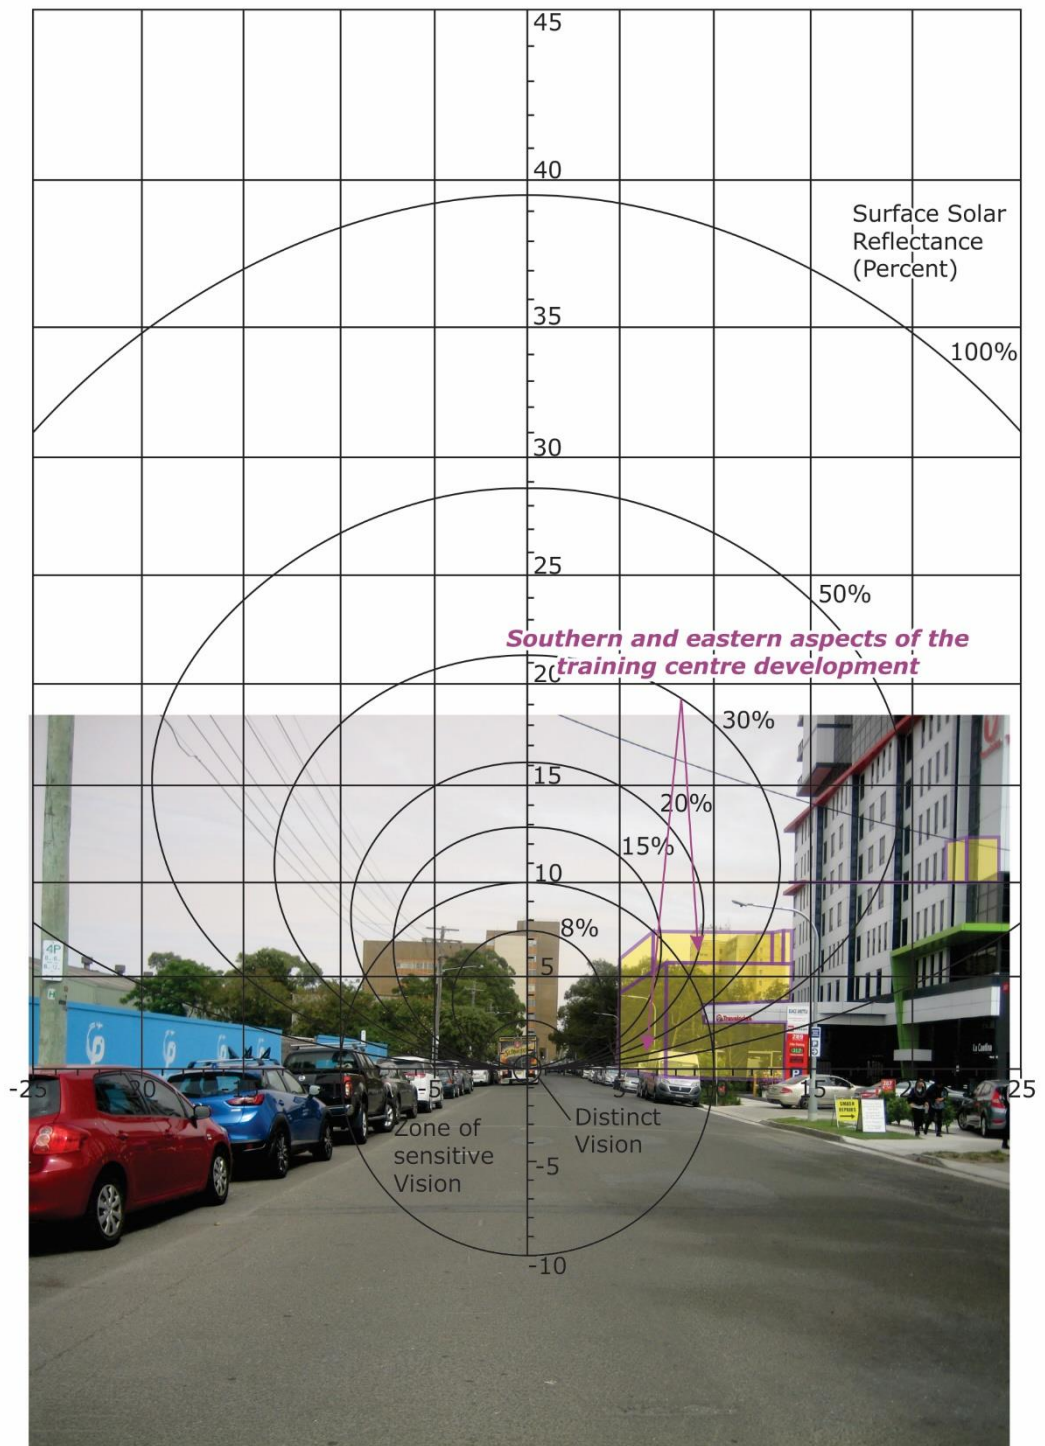 45
40
Surface Solar
Reflectance
(Percent)
35
100%
30
25
50%
Southern and eastern aspects of the
training centre development
20
30%
15
20%
15%
10
8%
4P
5
P
-25
20
5
5
15
25
Zone of
sensitive
Vision
Distinct
Vision
-5
-10